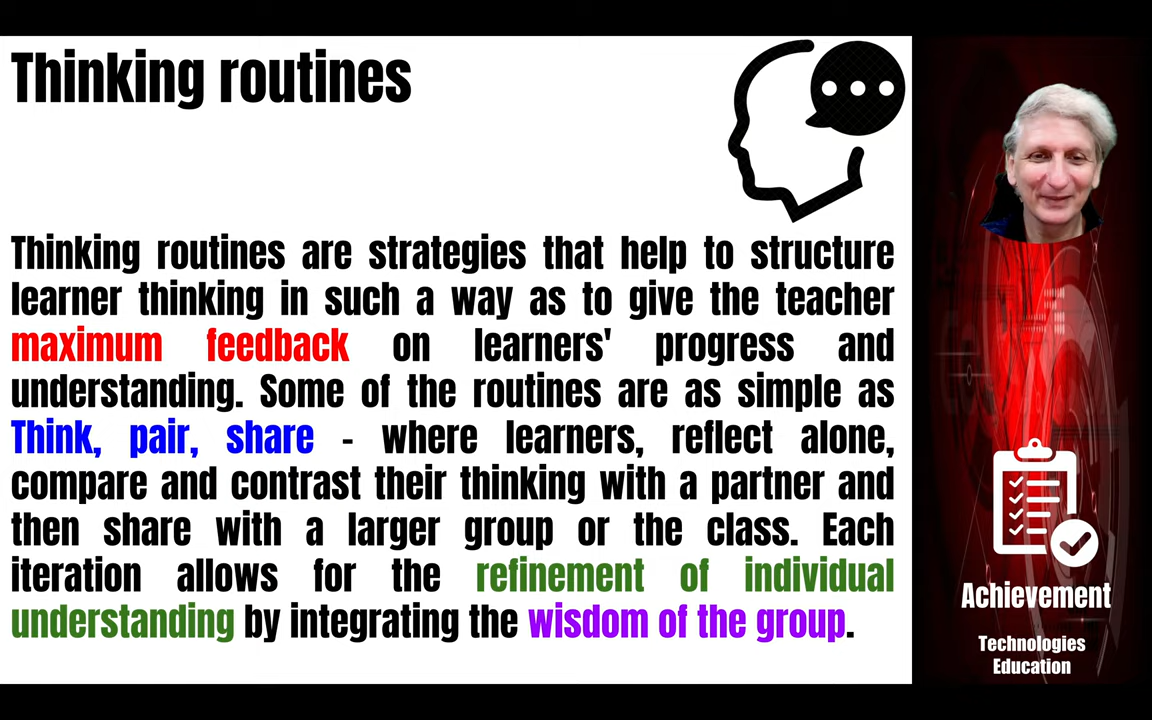 Thinking routines
Thinking routines are strategies that help to structure
learner thinking in such a way as to give the teacher
maximum feedback on learners' progress and
understanding. Some of the routines are as simple as
Think, pair, share - where learners, reflect alone,
compare and contrast their thinking with a partner and
then share with a larger group or the class. Each
iteration allows for the refinement of individual
understanding by integrating the wisdom of the group.
Achievement
Technologies
Education